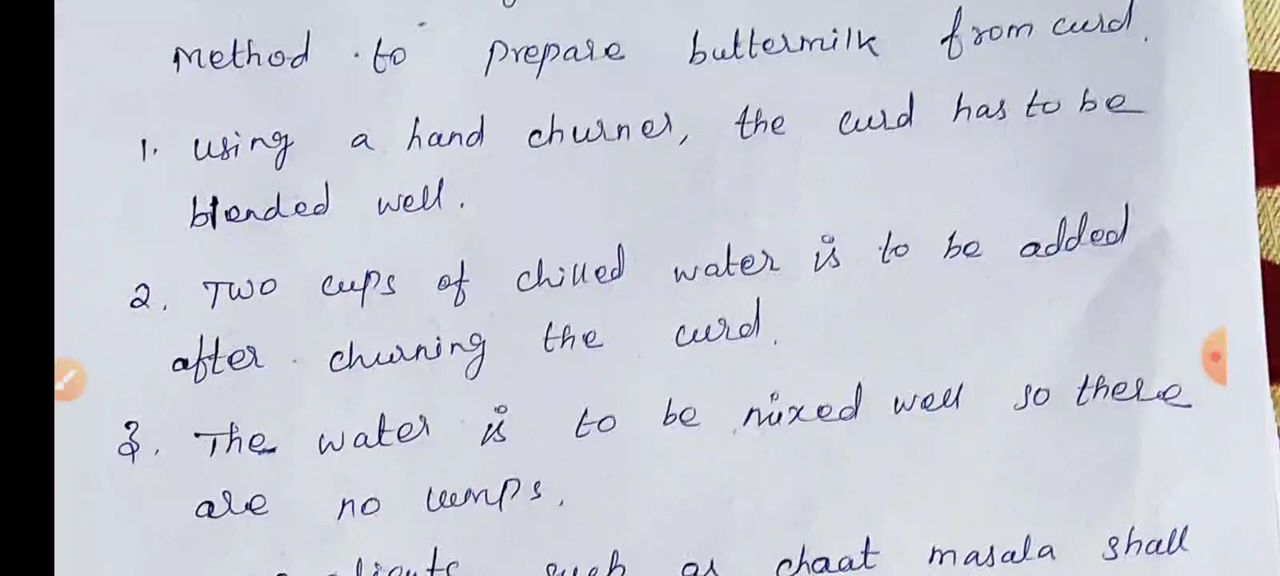 Method to prepare buttermilk from curd.
1. Using a hand churner, the curd has to be
blended well.
2. Two cups of chilled water is to be added
after churning the curd.
3. The water is to be mixed well so there
are no lumps.
such as chaat masala shall